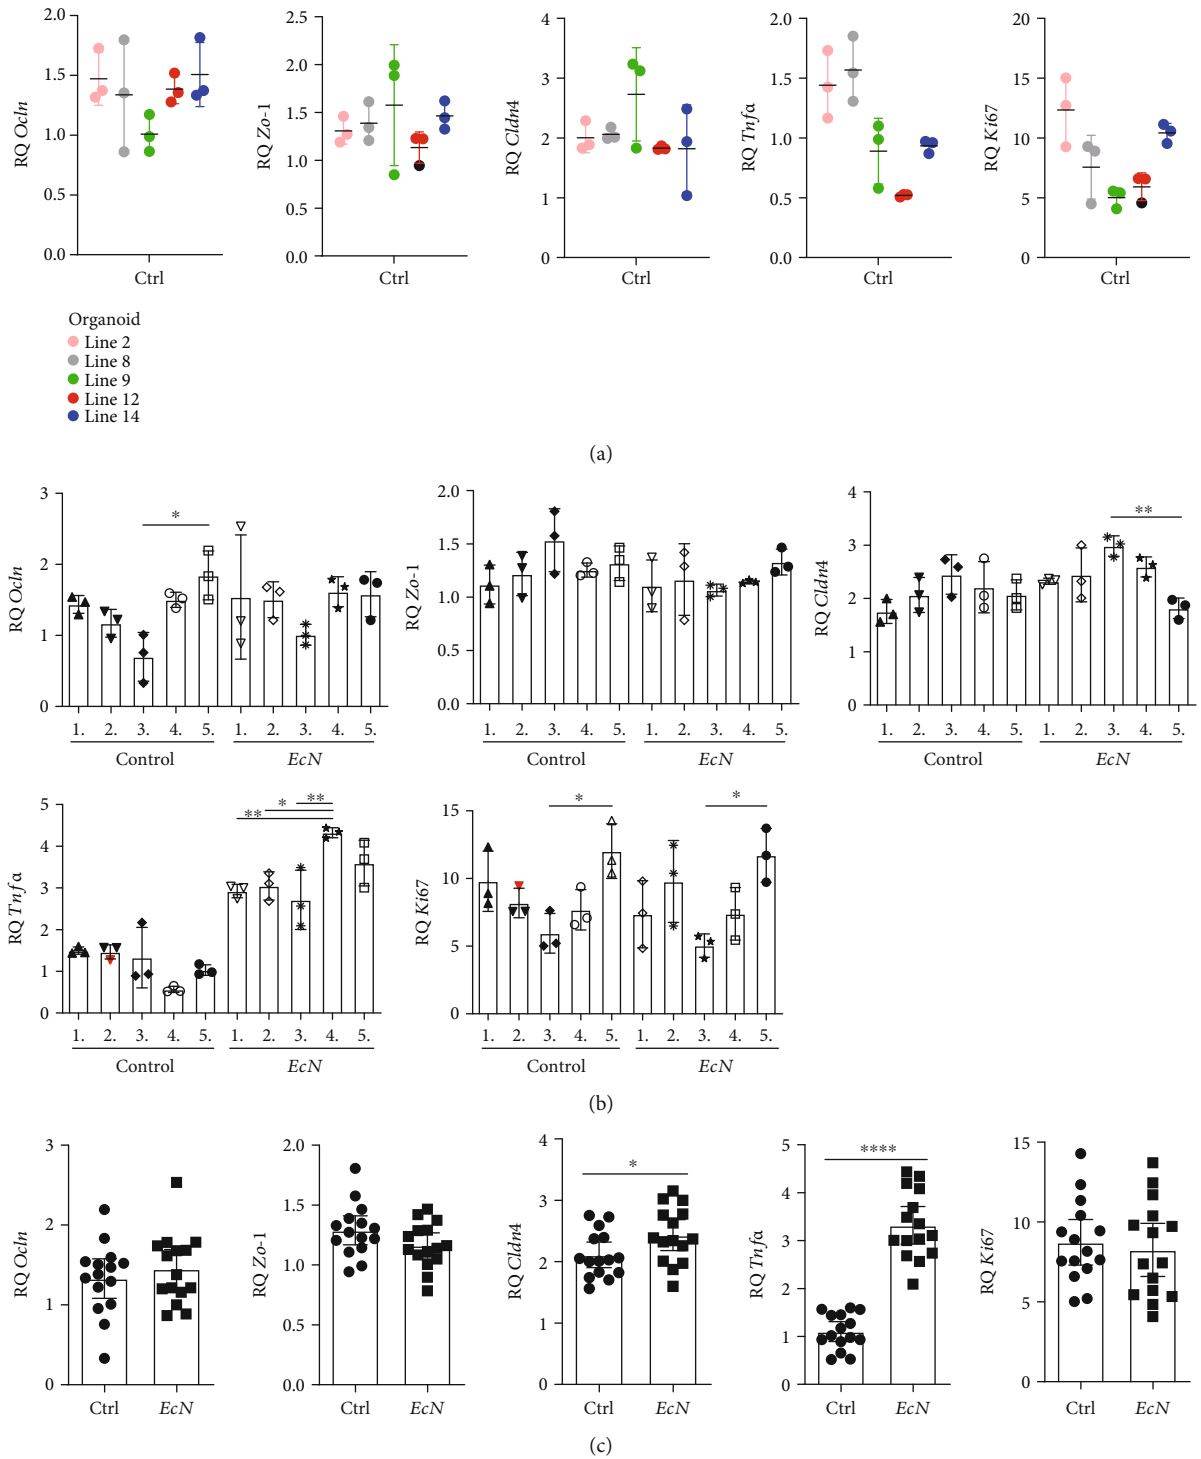 RQ Ocln
2.0
1.5
1.0
0.5
0.0
Ctrl
RQ Zo-1
2.5
2.0
1.5
1.0
0.5
0.0
Ctrl
RQ Cldn4
4
3
2
1
0
Ctrl
RQ Tnfα
2.0
1.5
1.0
0.5
0.0
Ctrl
RQ Ki67
20
15
10
5
0
Ctrl
Organoid
Line 2
Line 8
Line 9
Line 12
Line 14
(a)
RQ Ocln
3
2
1
0
*
1. 2. 3. 4. 5. 1. 2. 3. 4. 5.
Control EcN
RQ Zo-1
2.0
1.5
1.0
0.5
0.0
1. 2. 3. 4. 5. 1. 2. 3. 4. 5.
Control EcN
RQ Cldn4
4
3
2
1
0
**
1. 2. 3. 4. 5. 1. 2. 3. 4. 5.
Control EcN
RQ Tnfα
5
4
3
2
1
0
** * **
1. 2. 3. 4. 5. 1. 2. 3. 4. 5.
Control EcN
RQ Ki67
15
10
5
0
* *
1. 2. 3. 4. 5. 1. 2. 3. 4. 5.
Control EcN
(b)
RQ Ocln
3
2
1
0
Ctrl EcN
RQ Zo-1
2.0
1.5
1.0
0.5
0.0
Ctrl EcN
RQ Cldn4
4
3
2
1
0
*
Ctrl EcN
RQ Tnfα
5
4
3
2
1
0
****
Ctrl EcN
RQ Ki67
15
10
5
0
Ctrl EcN
(c)